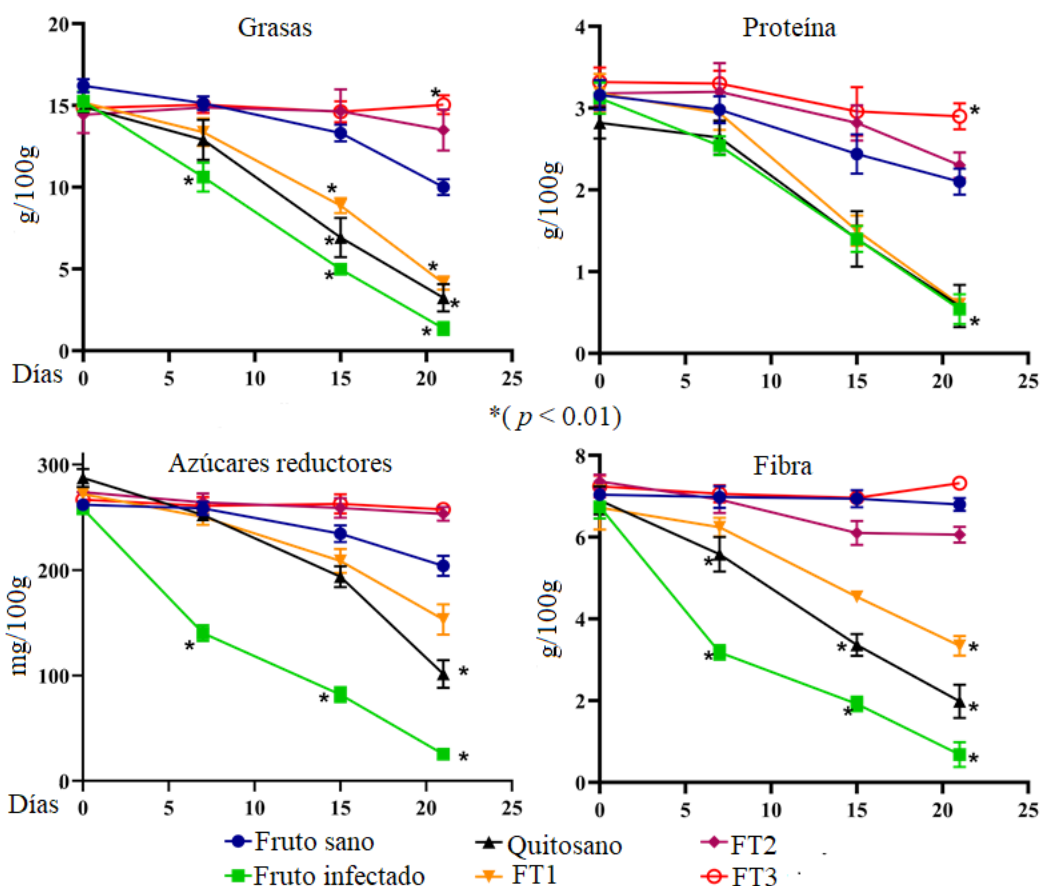 Grasas
20
15
10
5
0
g/100g
* * * * * * * *
Días 0 5 10 15 20 25
Proteína
4
3
2
1
0
g/100g
* *
0 5 10 15 20 25
*( p < 0.01)
Azúcares reductores
300
200
100
0
mg/100g
* * * *
Días 0 5 10 15 20 25
Fibra
8
6
4
2
0
g/100g
* * * * * * *
0 5 10 15 20 25
Fruto sano Quitosano FT2
Fruto infectado FT1 FT3